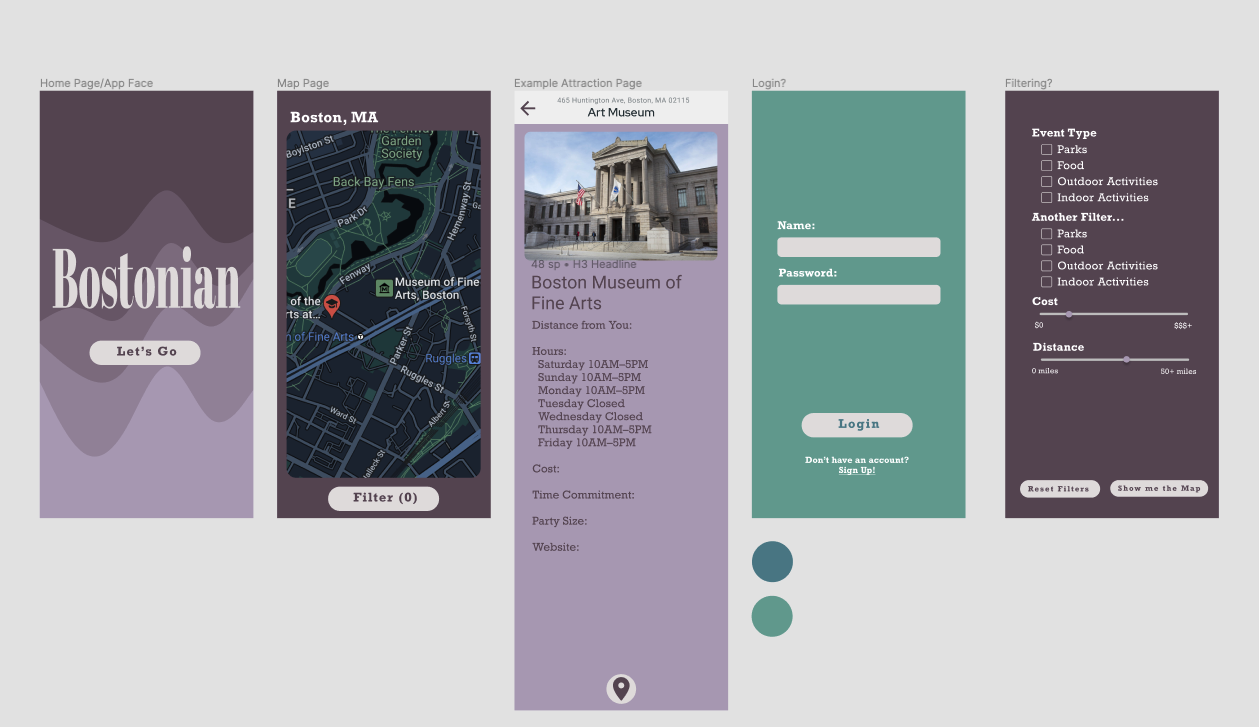 Home Page/App Face
Bostonian
Let's Go
Map Page
Boston, MA
Boylston St
The Fenway
Garden
Society
Back Bay Fens
E
Park Dr
Hemenway St
Ga
Fenway
Museum of Fine
Arts, Boston
of the
rts at...
n of Fine Arts
T
Forsyth St
Parker St
Ruggles
Ruggles St
Ward St
Albert St
Halleck St
Filter (0)
Example Attraction Page
465 Huntington Ave, Boston, MA 02115
Art Museum
48 sp • H3 Headline
Boston Museum of
Fine Arts
Distance from You:
Hours:
Saturday 10AM–5PM
Sunday 10AM–5PM
Monday 10AM–5PM
Tuesday Closed
Wednesday Closed
Thursday 10AM–5PM
Friday 10AM–5PM
Cost:
Time Commitment:
Party Size:
Website:
Login?
Name:
Password:
Login
Don't have an account?
Sign Up!
Filtering?
Event Type
Parks
Food
Outdoor Activities
Indoor Activities
Another Filter...
Parks
Food
Outdoor Activities
Indoor Activities
Cost
$0 $$$+
Distance
0 miles 50+ miles
Reset Filters
Show me the Map